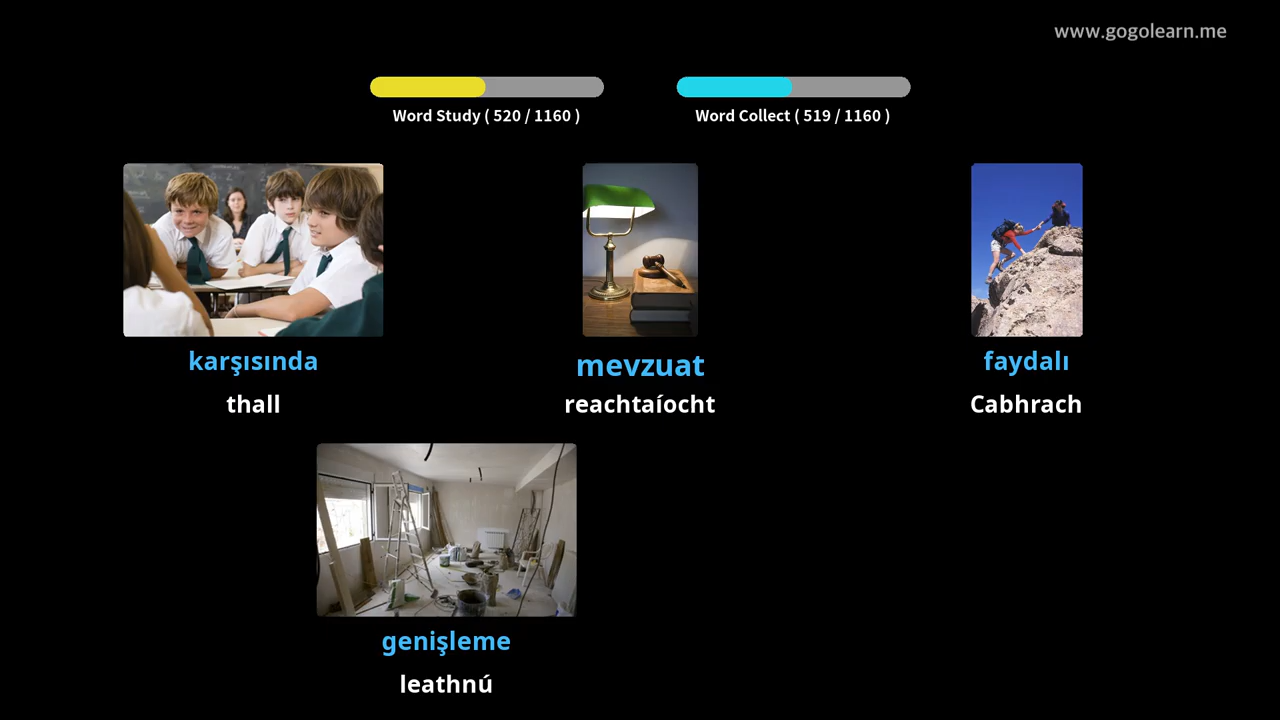 www.gogolearn.me
Word Study ( 520 / 1160 )
Word Collect ( 519 / 1160 )
karşısında
thall
mevzuat
reachtaíocht
faydalı
Cabhrach
genişleme
leathnú